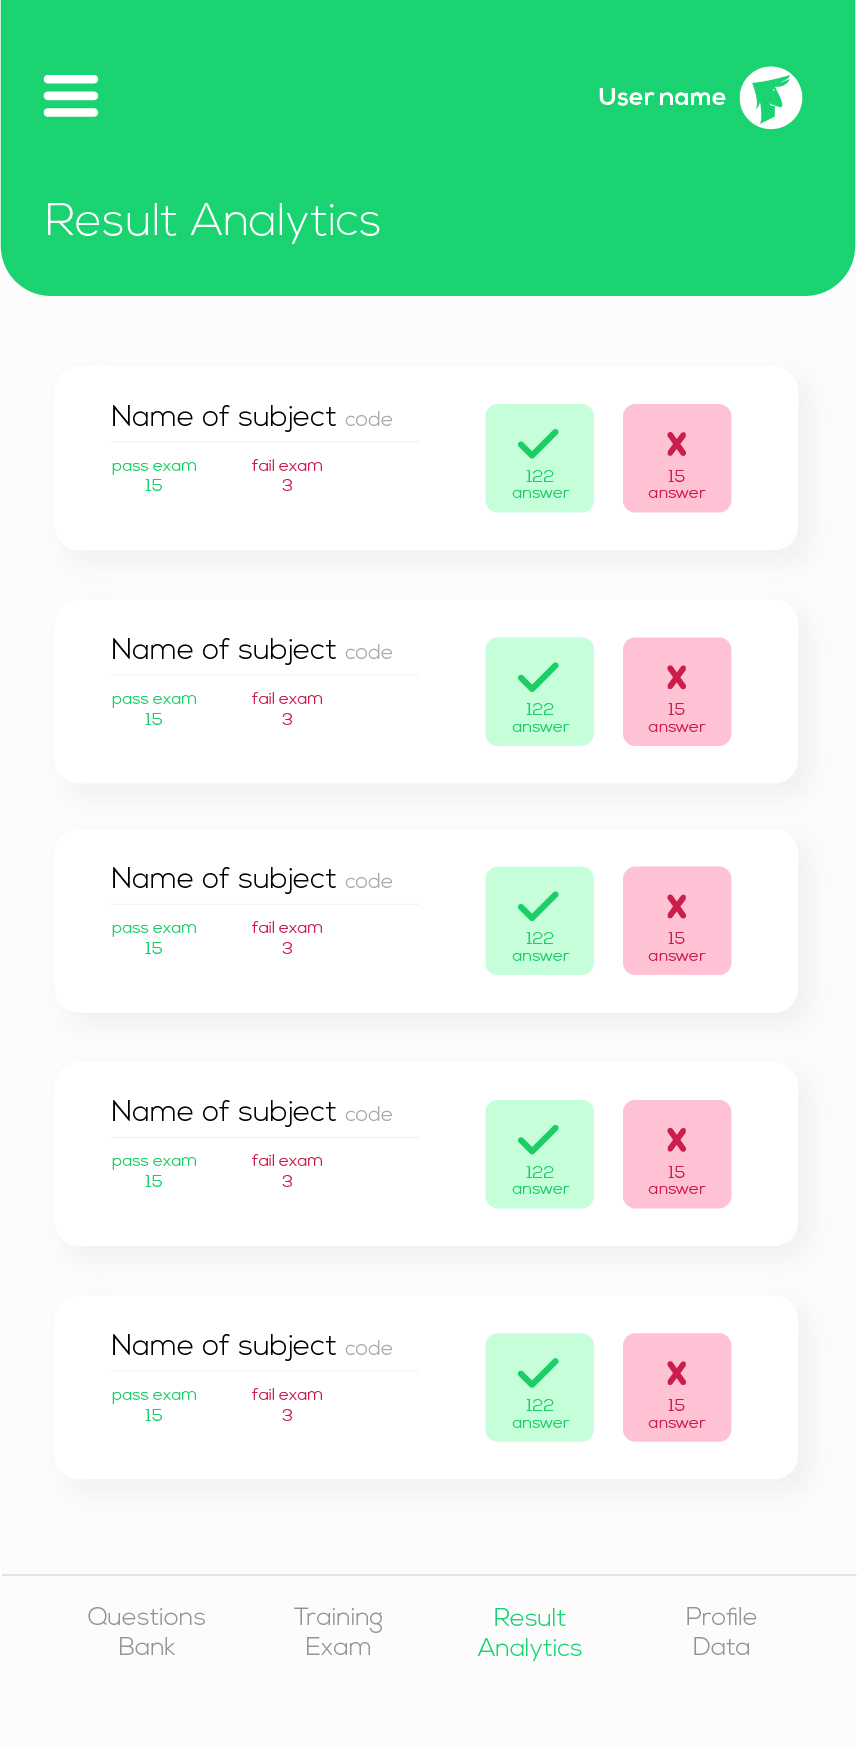 User name
Result Analytics
Name of subject code
pass exam fail exam
15 3
122 15
answer answer
Name of subject code
pass exam fail exam
15 3
122 15
answer answer
Name of subject code
pass exam fail exam
15 3
122 15
answer answer
Name of subject code
pass exam fail exam
15 3
122 15
answer answer
Name of subject code
pass exam fail exam
15 3
122 15
answer answer
Questions Training Result Profile
Bank Exam Analytics Data